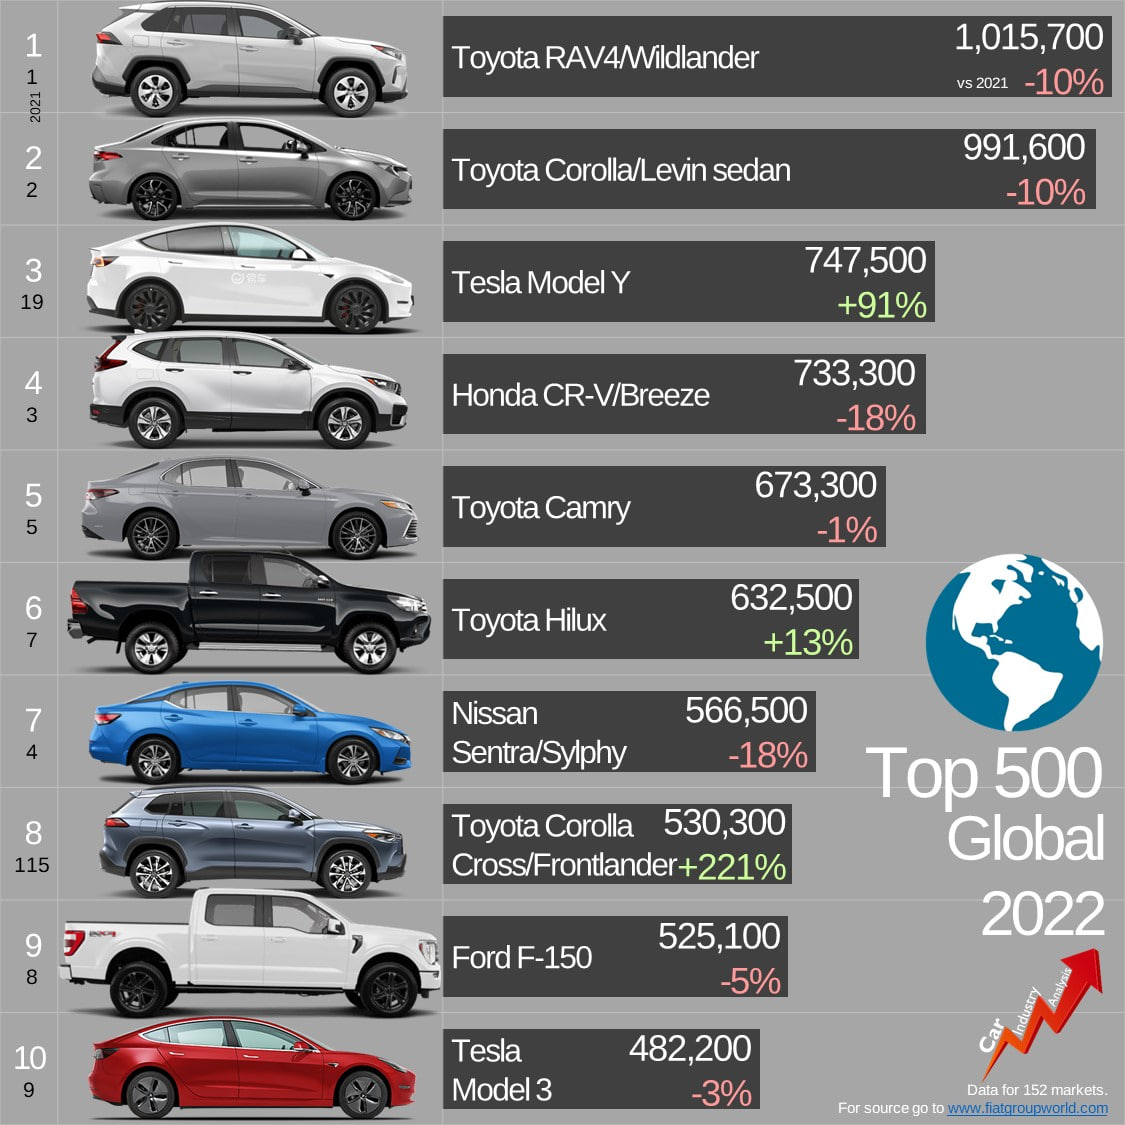 1
1
2021
Toyota RAV4/Wildlander
1,015,700
vs 2021 -10%
2
2
Toyota Corolla/Levin sedan
991,600
-10%
3
19
易车
Tesla Model Y
747,500
+91%
4
3
Honda CR-V/Breeze
733,300
-18%
5
5
Toyota Camry
673,300
-1%
6
7
Toyota Hilux
632,500
+13%
7
4
Nissan
Sentra/Sylphy
566,500
-18%
8
115
Toyota Corolla
Cross/Frontlander
530,300
+221%
9
8
Ford F-150
525,100
-5%
10
9
Tesla
Model 3
482,200
-3%
Top 500
Global
2022
Car
Industry
Analysis
Data for 152 markets.
For source go to www.fiatgroupworld.com